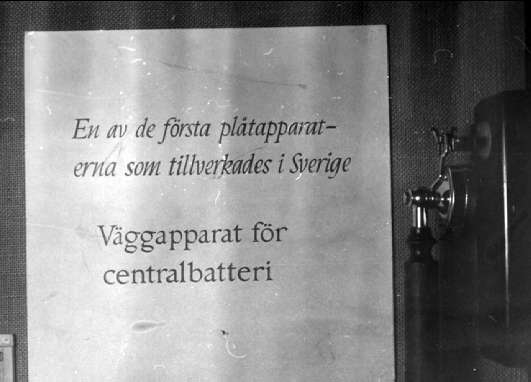 En av de första plåtapparat-
erna som tillverkades i Sverige
Väggapparat för
centralbatteri